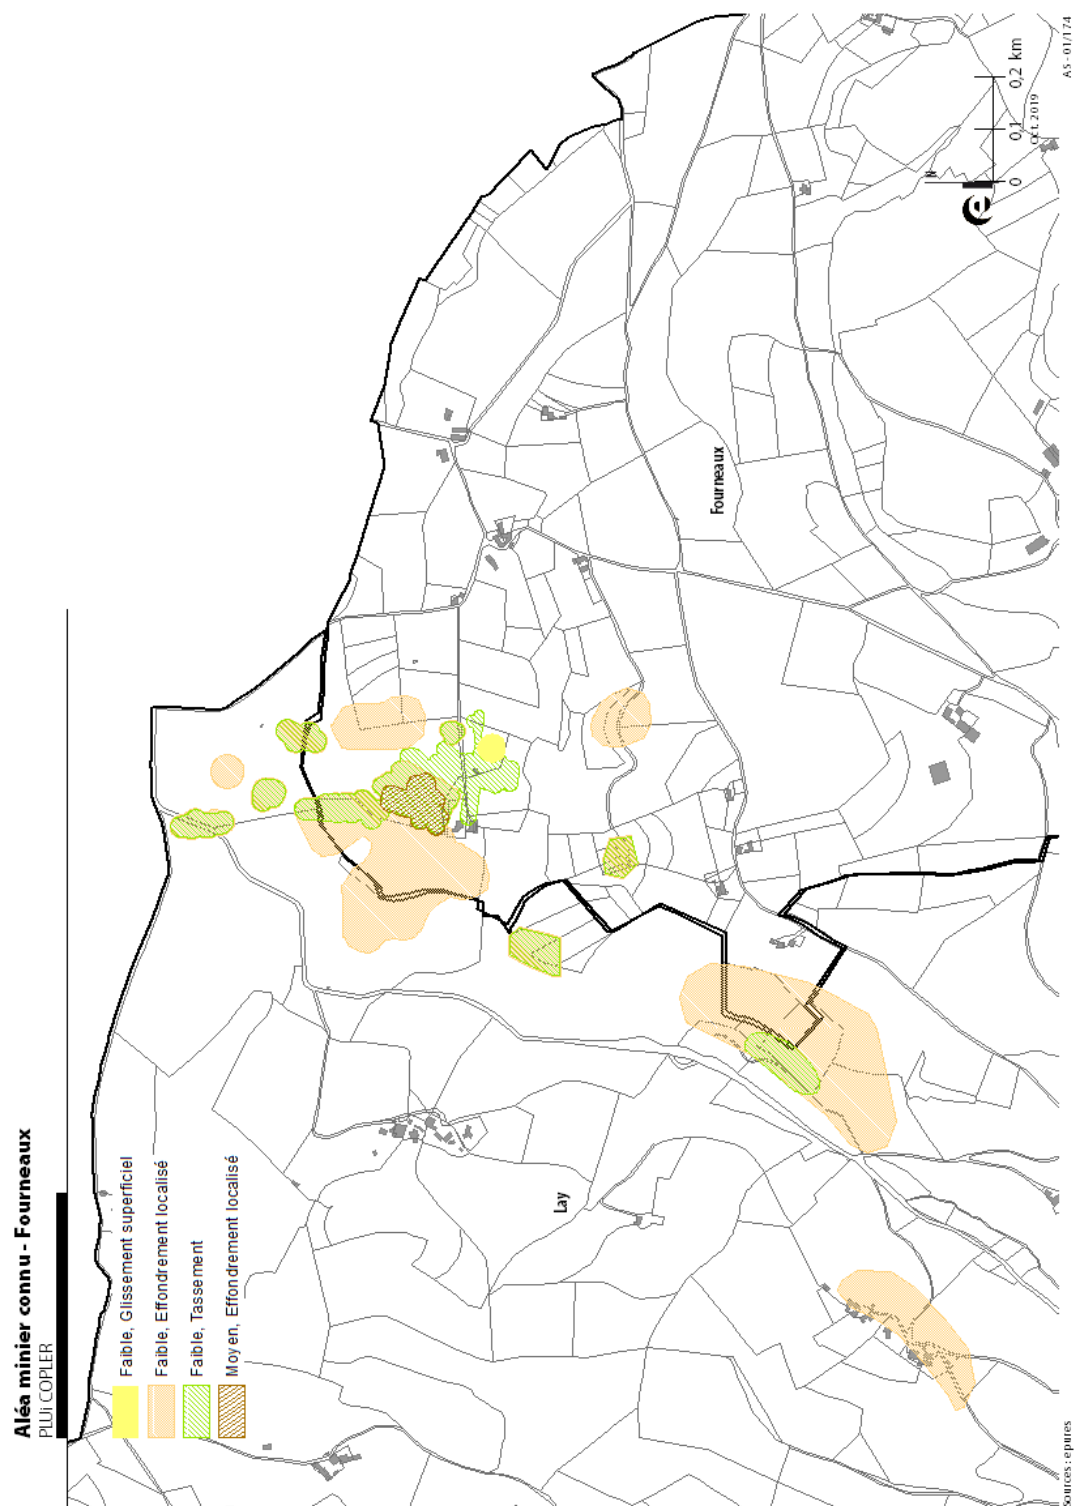 Aléa minier connu - Fourneaux
PLUi COPLER
Faible, Glissement superficiel
Faible, Effondrement localisé
Faible, Tassement
Moyen, Effondrement localisé
Lay
Fourneaux
N
0 0,1 0,2 km
Oct. 2019
Sources : epures
AS - 01/174